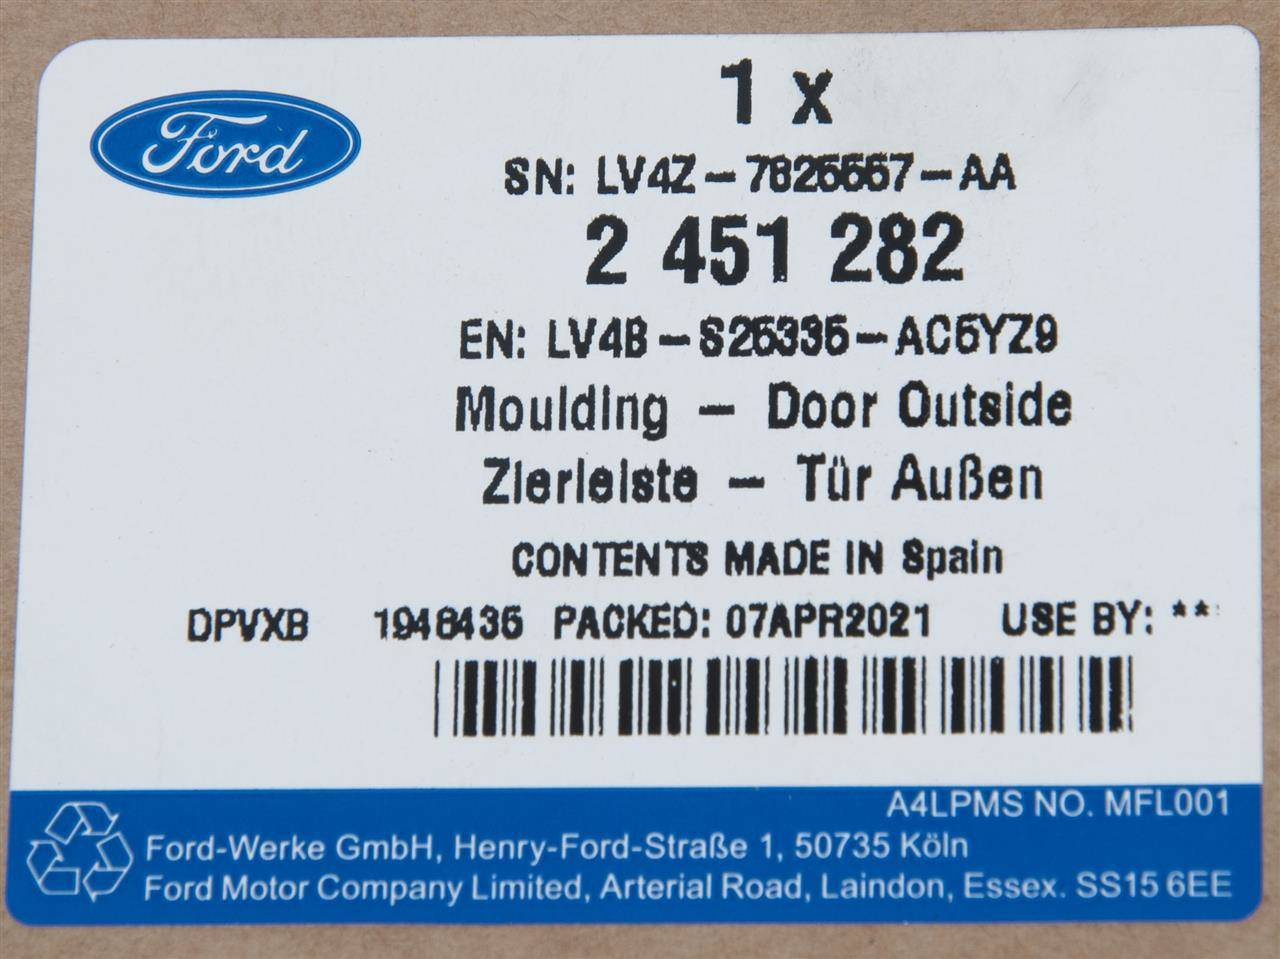 Ford
1 x
SN: LV4Z-7825557-AA
2 451 282
EN: LV4B-S25335-AC5YZ9
Moulding - Door Outside
Zierleiste - Tür Außen
CONTENTS MADE IN Spain
DPVXB 1946435 PACKED: 07APR2021 USE BY: **
A4LPMS NO. MFL001
Ford-Werke GmbH, Henry-Ford-Straße 1, 50735 Köln
Ford Motor Company Limited, Arterial Road, Laindon, Essex. SS15 6EE